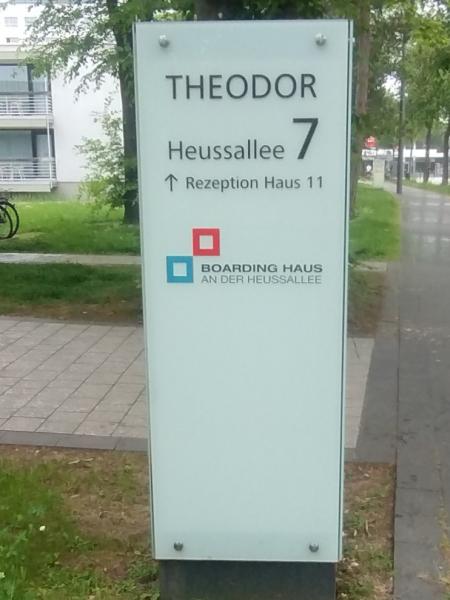 THEODOR
Heussallee 7
↑ Rezeption Haus 11
BOARDING HAUS
AN DER HEUSSALLEE